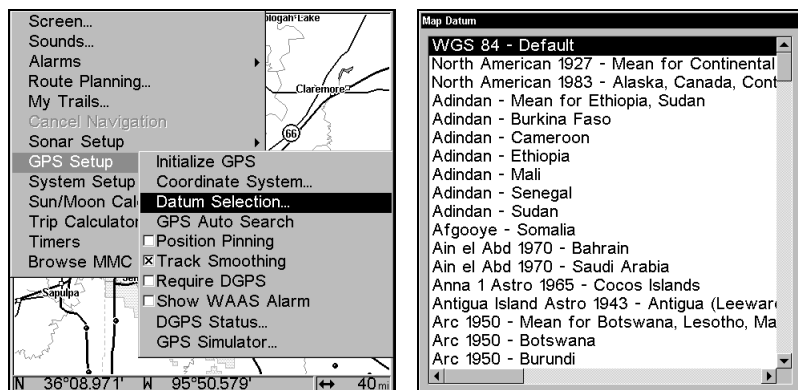 Screen...
Sounds...
Alarms
Route Planning...
My Trails...
Cancel Navigation
Sonar Setup
GPS Setup
System Setup
Sun/Moon Cal
Trip Calculator
Timers
Browse MMC
Initialize GPS
Coordinate System...
Datum Selection...
GPS Auto Search
Position Pinning
Track Smoothing
Require DGPS
Show WAAS Alarm
DGPS Status...
GPS Simulator...
ologah Lake
Claremore
66
Sapulpa
N 36°08.971' W 95°50.579' ↔ 40 mi
Map Datum
WGS 84 - Default
North American 1927 - Mean for Continental
North American 1983 - Alaska, Canada, Cont
Adindan - Mean for Ethiopia, Sudan
Adindan - Burkina Faso
Adindan - Cameroon
Adindan - Ethiopia
Adindan - Mali
Adindan - Senegal
Adindan - Sudan
Afgooye - Somalia
Ain el Abd 1970 - Bahrain
Ain el Abd 1970 - Saudi Arabia
Anna 1 Astro 1965 - Cocos Islands
Antigua Island Astro 1943 - Antigua (Leeward
Arc 1950 - Mean for Botswana, Lesotho, Ma
Arc 1950 - Botswana
Arc 1950 - Burundi